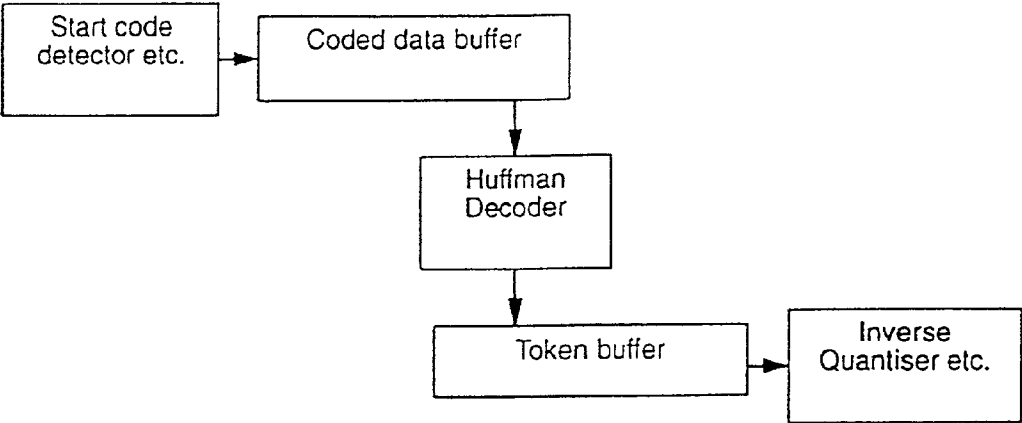 Start code
detector etc.
Coded data buffer
Huffman
Decoder
Token buffer
Inverse
Quantiser etc.